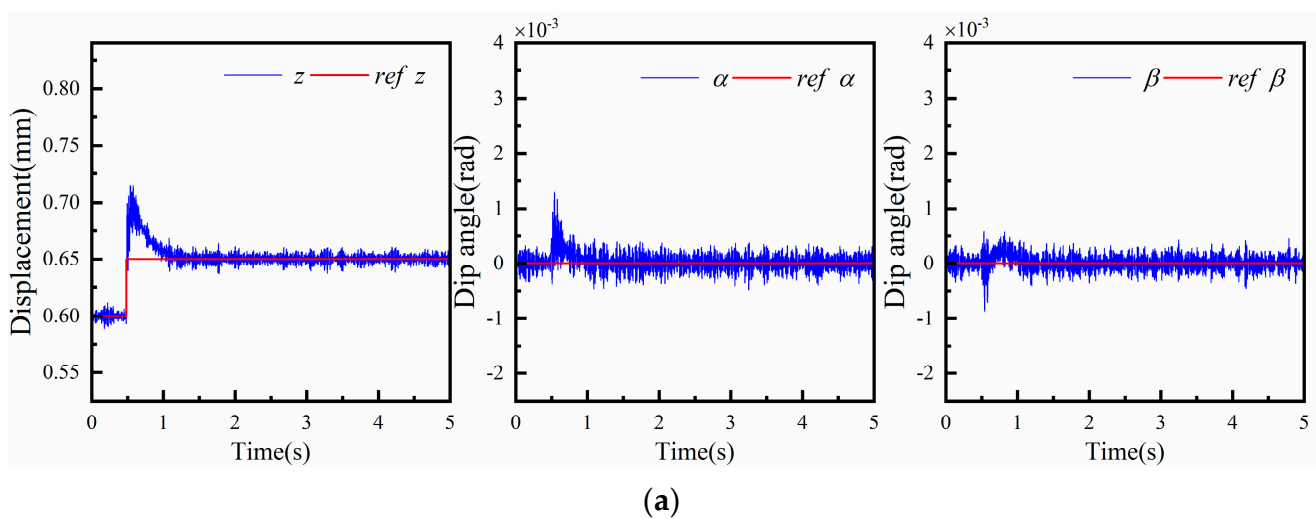 z ref z
Displacement(mm)
0.80
0.75
0.70
0.65
0.60
0.55
0 1 2 3 4 5
Time(s)
×10⁻³
α ref α
Dip angle(rad)
4
3
2
1
0
-1
-2
0 1 2 3 4 5
Time(s)
×10⁻³
β ref β
Dip angle(rad)
4
3
2
1
0
-1
-2
0 1 2 3 4 5
Time(s)
(a)